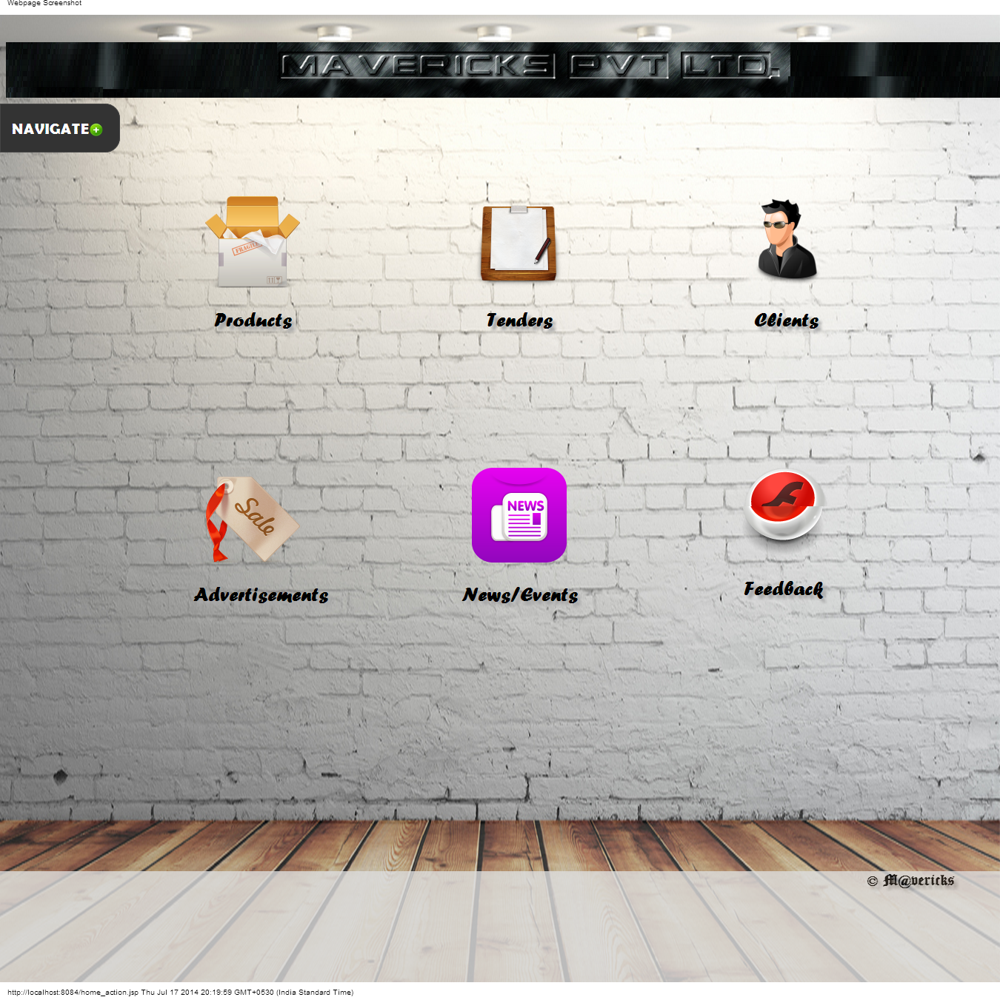 Webpage Screenshot
MAVERICKS PVT LTD.
NAVIGATE
FRAGILE
Products
Tenders
Clients
Sale
NEWS
Advertisements
News/Events
Feedback
© M@vericks
http://localhost:8084/home_action.jsp Thu Jul 17 2014 20:19:59 GMT+0530 (India Standard Time)